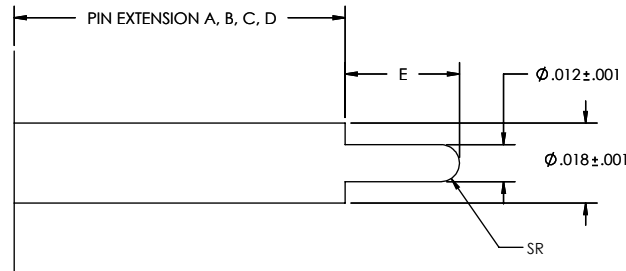 PIN EXTENSION A, B, C, D
E
Ø.012±.001
Ø.018±.001
SR